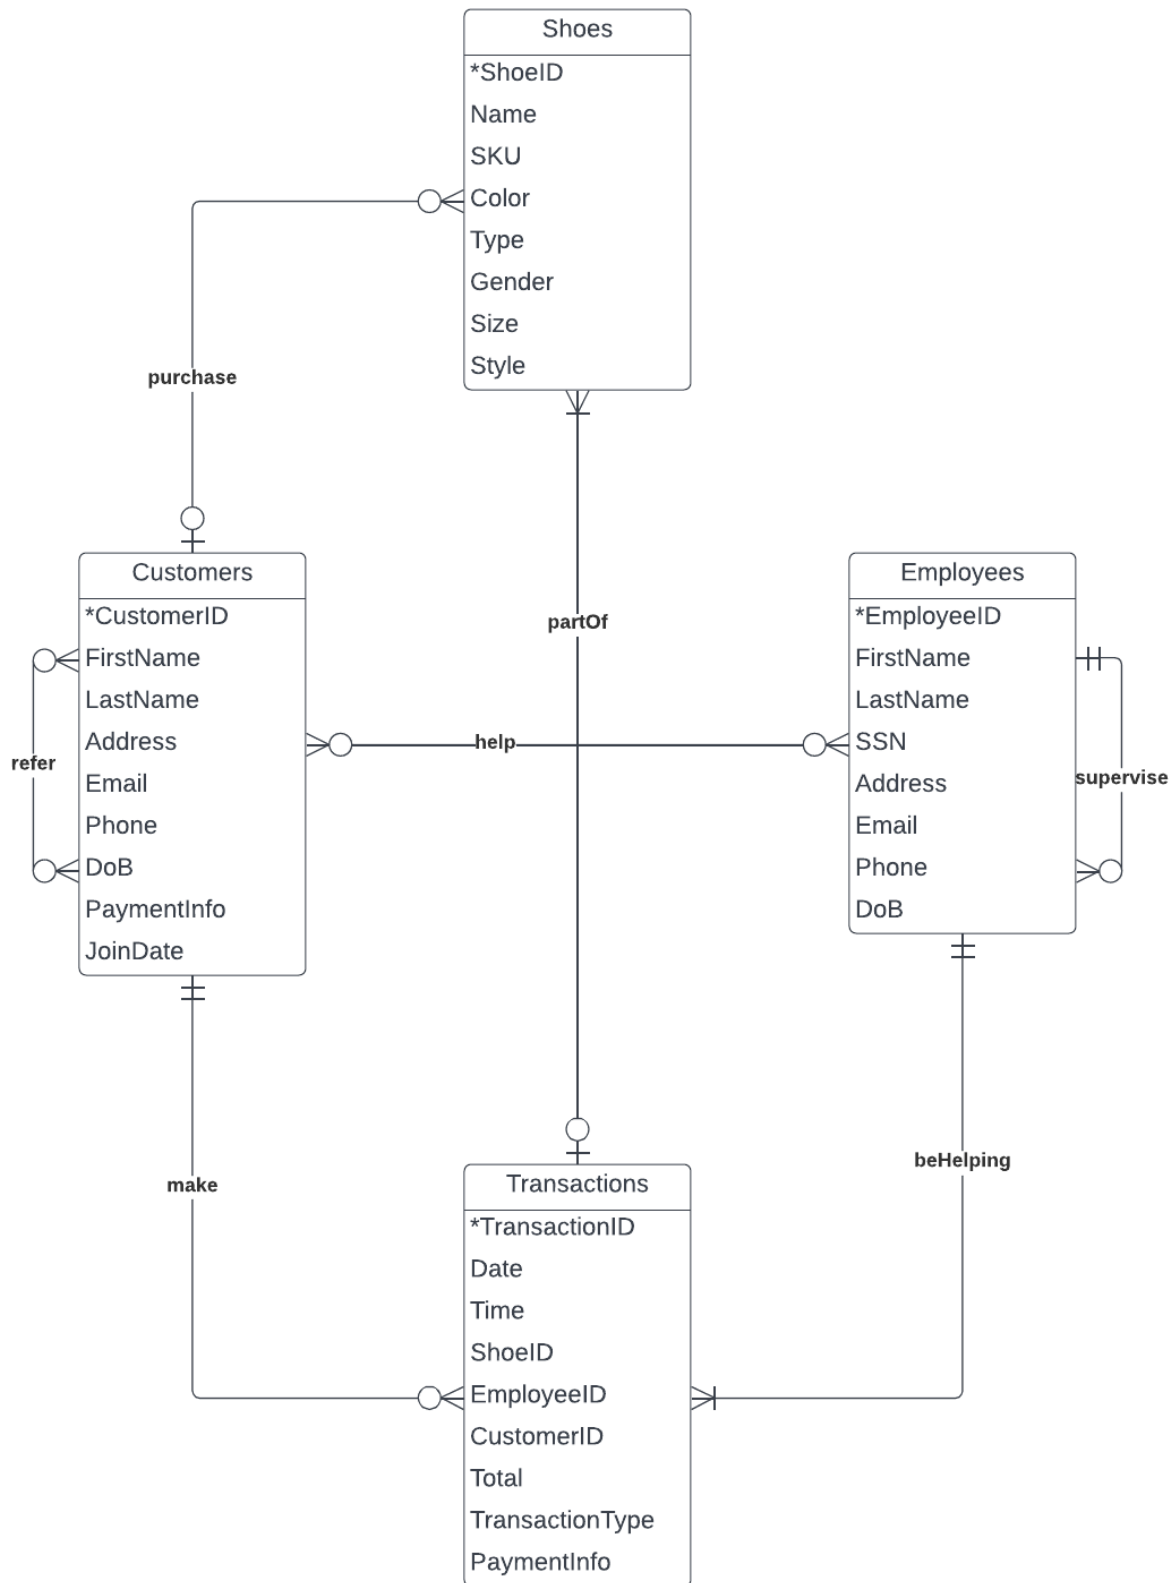 Shoes
*ShoeID
Name
SKU
Color
Type
Gender
Size
Style
purchase
Customers
*CustomerID
FirstName
LastName
Address
Email
Phone
DoB
PaymentInfo
JoinDate
refer
partOf
help
Employees
*EmployeeID
FirstName
LastName
SSN
Address
Email
Phone
DoB
supervise
make
beHelping
Transactions
*TransactionID
Date
Time
ShoeID
EmployeeID
CustomerID
Total
TransactionType
PaymentInfo